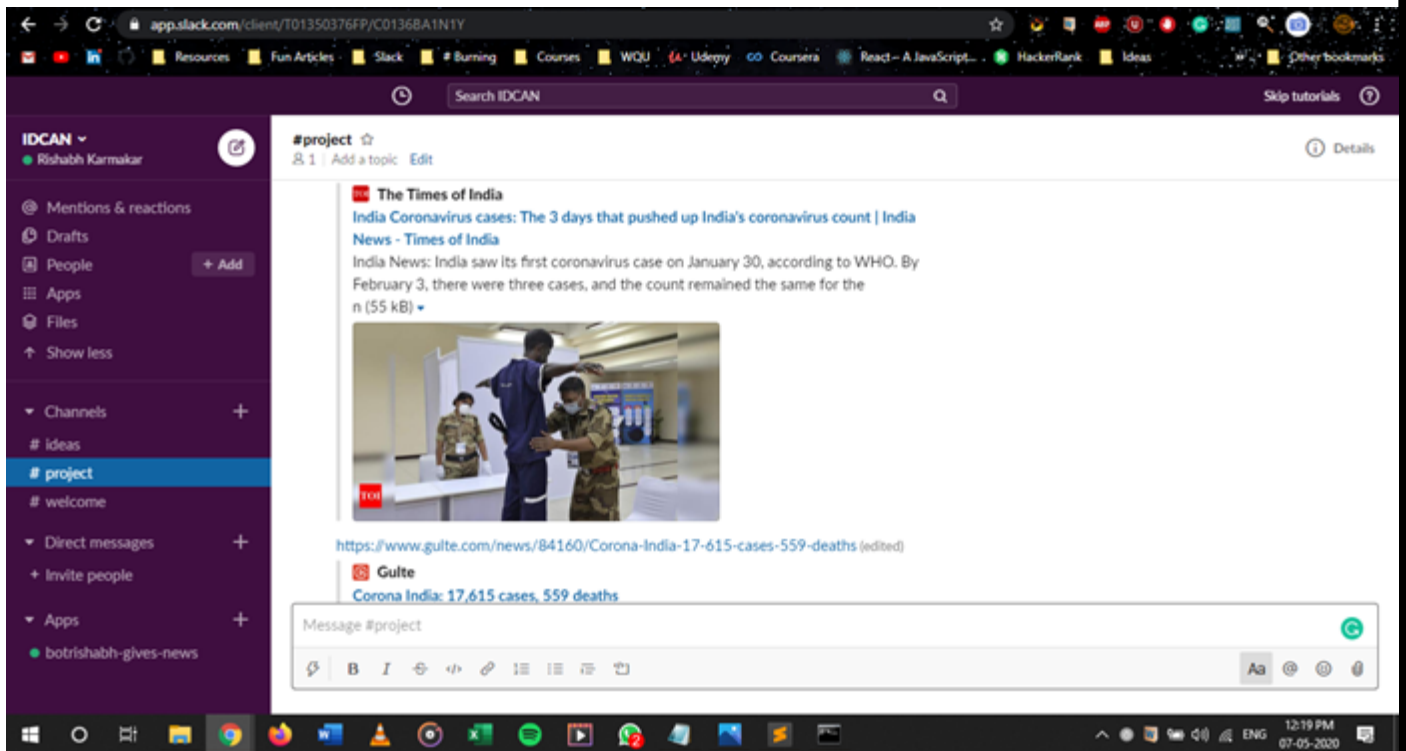 app.slack.com/client/T01350376FP/C0136BA1N1Y
Resources Fun Articles Slack # Burning Courses WQU Udemy Coursera React – A JavaScript... HackerRank Ideas Other bookmarks
Search IDCAN
Skip tutorials
IDCAN
Rishabh Karmakar
Mentions & reactions
Drafts
People + Add
Apps
Files
Show less
Channels +
# ideas
# project
# welcome
Direct messages +
+ Invite people
Apps +
botrishabh-gives-news
#project
1 | Add a topic Edit
Details
The Times of India
India Coronavirus cases: The 3 days that pushed up India's coronavirus count | India
News - Times of India
India News: India saw its first coronavirus case on January 30, according to WHO. By
February 3, there were three cases, and the count remained the same for the
n (55 kB)
TOI
https://www.gulte.com/news/84160/Corona-India-17-615-cases-559-deaths (edited)
Gulte
Corona India: 17,615 cases, 559 deaths
Message #project
B I Aa @
ENG
12:19 PM
07-05-2020